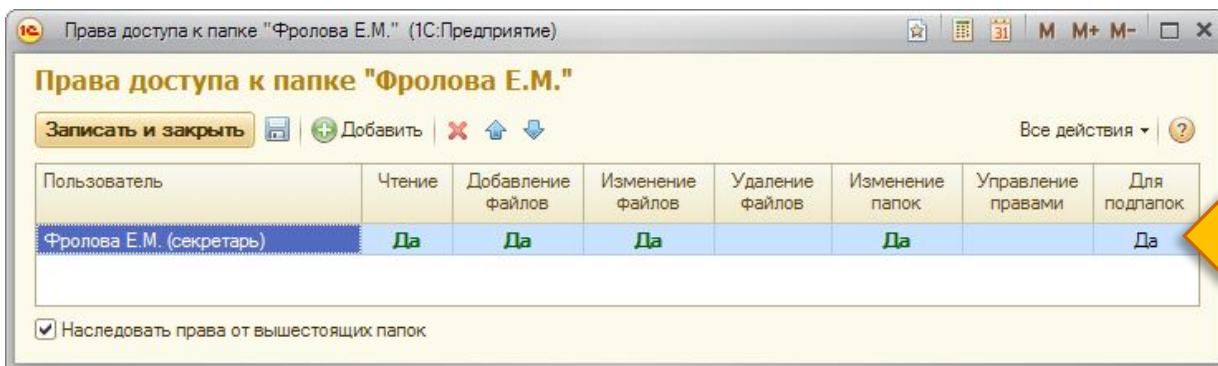 1С Права доступа к папке "Фролова Е.М." (1С:Предприятие) 31 M M+ M-
Права доступа к папке "Фролова Е.М."
Записать и закрыть Добавить Все действия ?
Пользователь Чтение Добавление файлов Изменение файлов Удаление файлов Изменение папок Управление правами Для подпапок
Фролова Е.М. (секретарь) Да Да Да Да Да
Наследовать права от вышестоящих папок